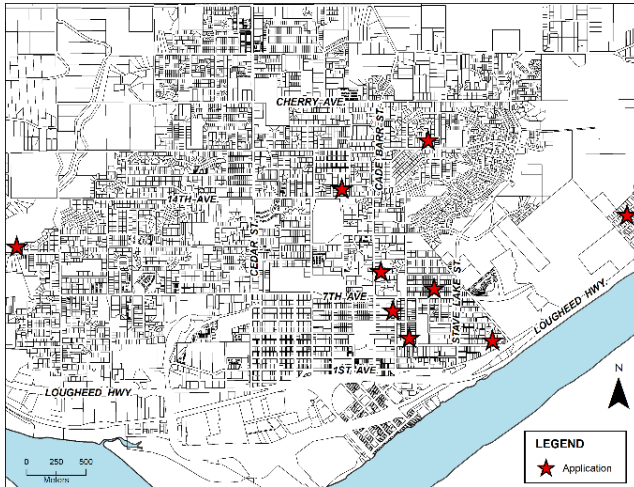 CHERRY AVE.
CADE BARR ST.
14TH AVE.
CEDAR ST.
7TH AVE.
STAVE LAKE ST.
LOUGHEED HWY.
1ST AVE.
LOUGHEED HWY.
N
0 250 500
Meters
LEGEND
Application